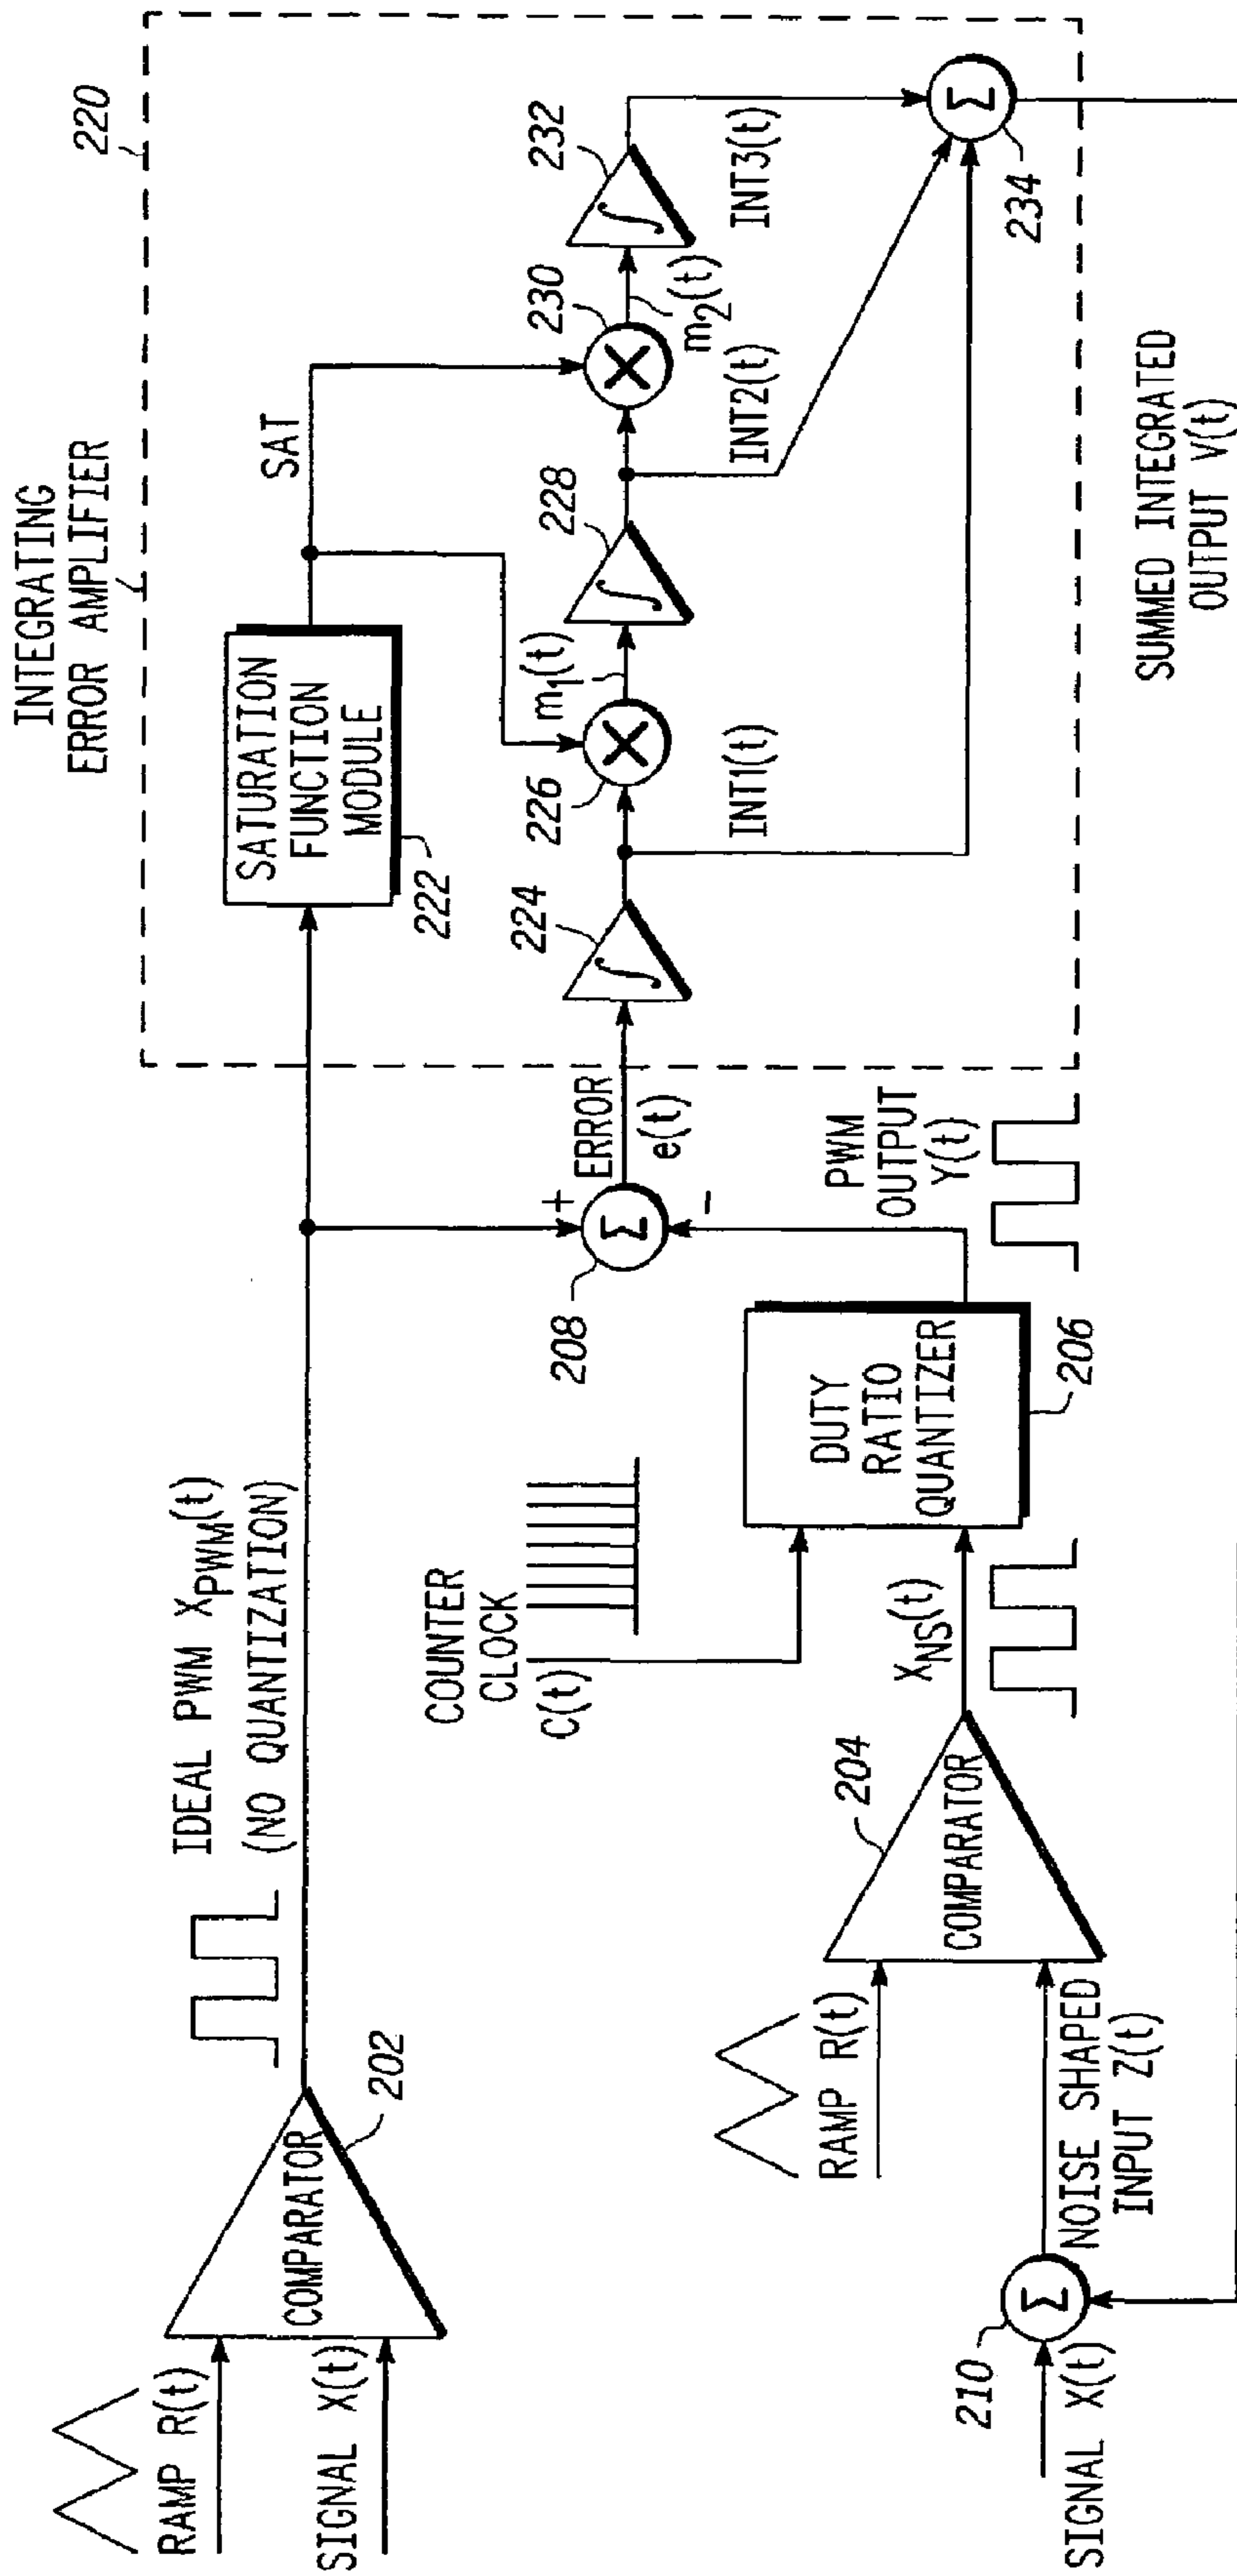 INTEGRATING
ERROR AMPLIFIER
220
SATURATION
FUNCTION
MODULE
222
SAT
RAMP R(t)
SIGNAL X(t)
COMPARATOR
202
IDEAL PWM XPWM(t)
(NO QUANTIZATION)
COUNTER
CLOCK
C(t)
208
Σ
+
-
ERROR
e(t)
224
∫
226
×
m1(t)
228
∫
230
×
m2(t)
232
∫
INT1(t)
INT2(t)
INT3(t)
Σ
234
SIGNAL X(t)
210
Σ
NOISE SHAPED
INPUT Z(t)
RAMP R(t)
COMPARATOR
204
XNS(t)
DUTY
RATIO
QUANTIZER
206
PWM
OUTPUT
Y(t)
SUMMED INTEGRATED
OUTPUT V(t)